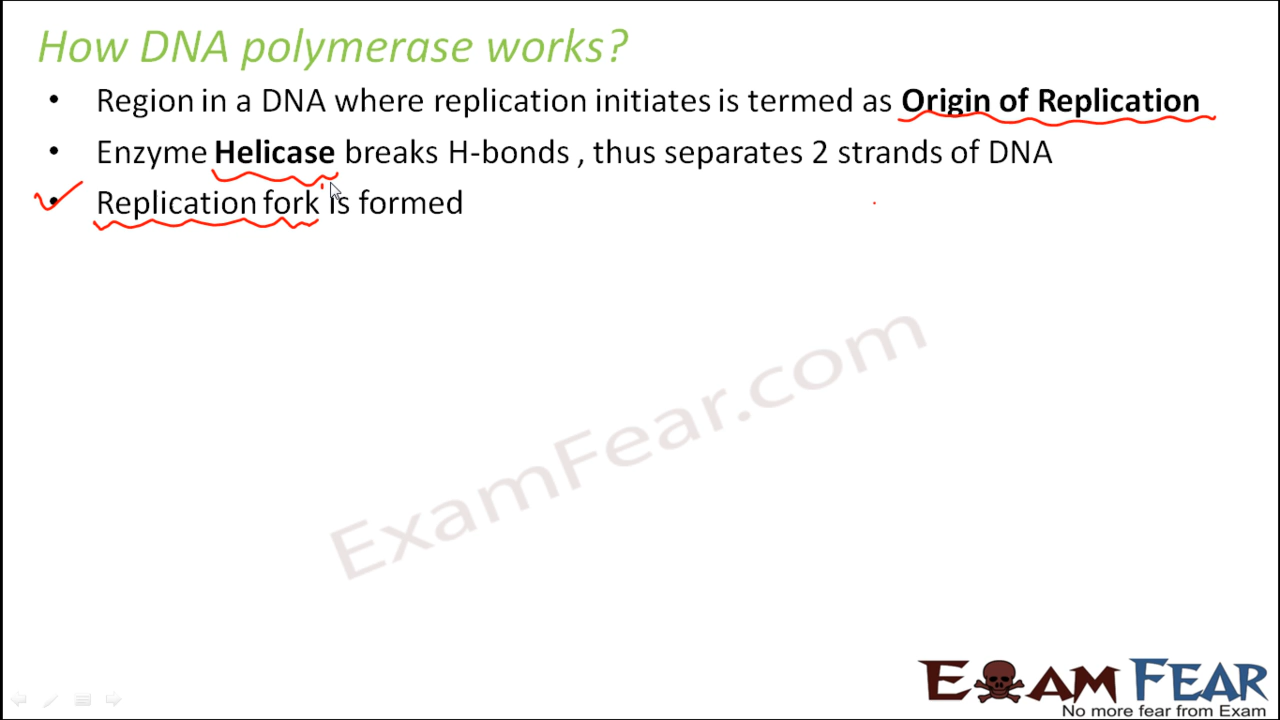 How DNA polymerase works?
• Region in a DNA where replication initiates is termed as Origin of Replication
• Enzyme Helicase breaks H-bonds , thus separates 2 strands of DNA
• Replication fork is formed
ExamFear.com
EXAM FEAR
No more fear from Exam